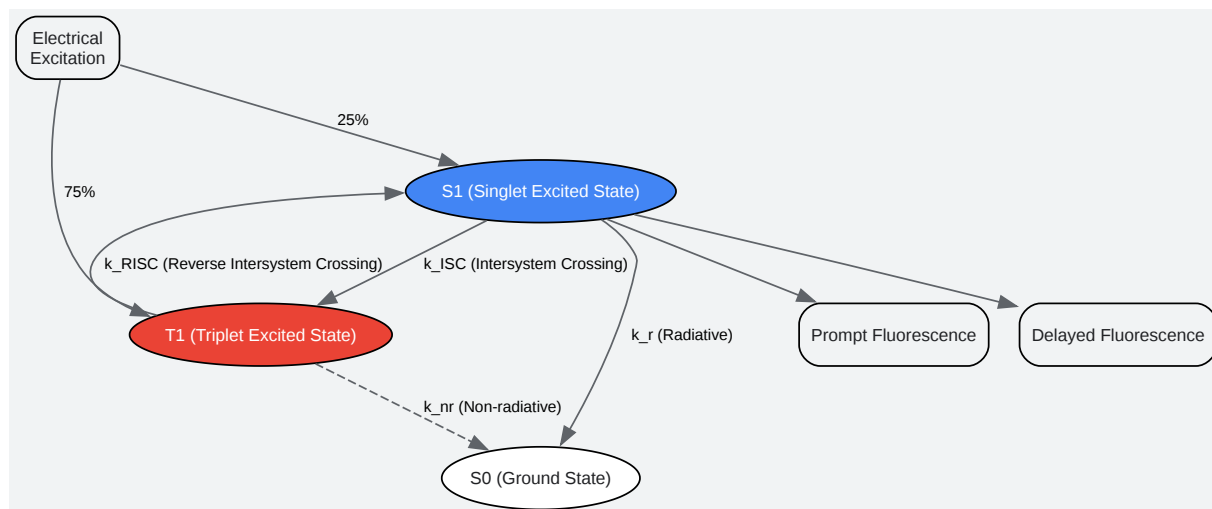 Electrical
Excitation
25%
75%
S1 (Singlet Excited State)
k_RISC (Reverse Intersystem Crossing)
k_ISC (Intersystem Crossing)
T1 (Triplet Excited State)
k_r (Radiative)
Prompt Fluorescence
Delayed Fluorescence
k_nr (Non-radiative)
S0 (Ground State)